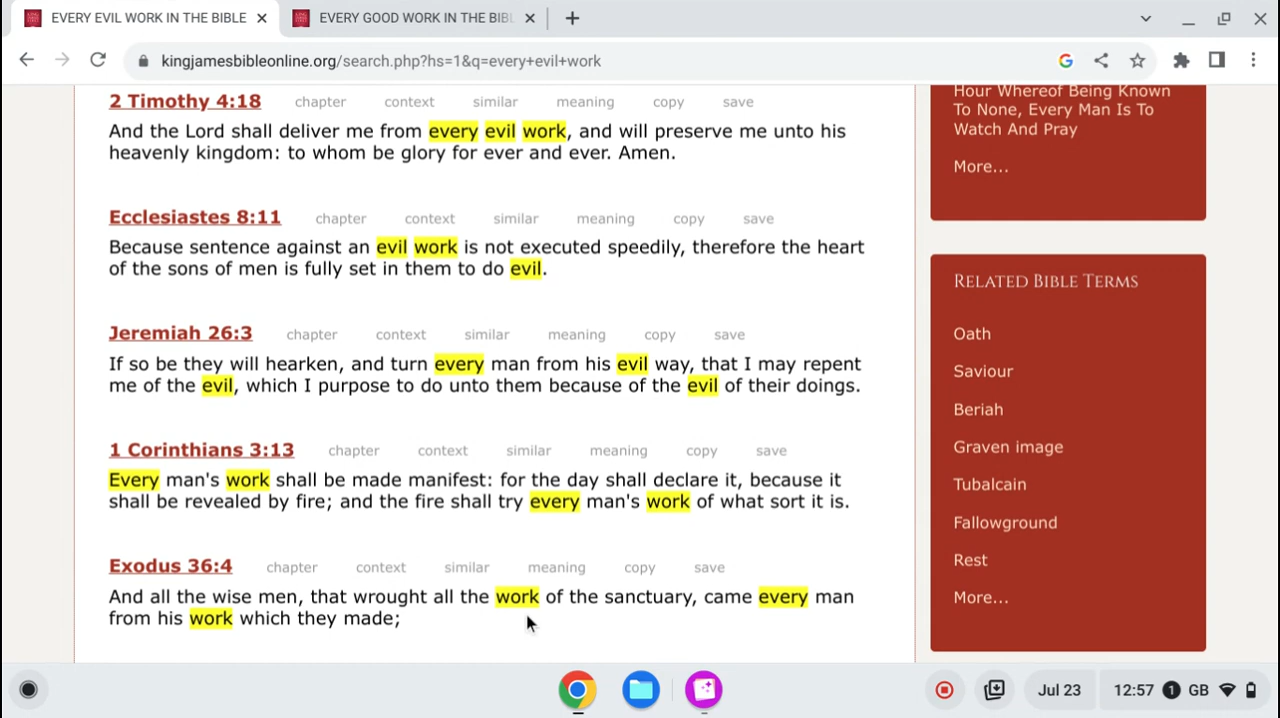 EVERY EVIL WORK IN THE BIBLE
EVERY GOOD WORK IN THE BIBL
kingjamesbibleonline.org/search.php?hs=1&q=every+evil+work
2 Timothy 4:18 chapter context similar meaning copy save
And the Lord shall deliver me from every evil work, and will preserve me unto his
heavenly kingdom: to whom be glory for ever and ever. Amen.
Ecclesiastes 8:11 chapter context similar meaning copy save
Because sentence against an evil work is not executed speedily, therefore the heart
of the sons of men is fully set in them to do evil.
Jeremiah 26:3 chapter context similar meaning copy save
If so be they will hearken, and turn every man from his evil way, that I may repent
me of the evil, which I purpose to do unto them because of the evil of their doings.
1 Corinthians 3:13 chapter context similar meaning copy save
Every man's work shall be made manifest: for the day shall declare it, because it
shall be revealed by fire; and the fire shall try every man's work of what sort it is.
Exodus 36:4 chapter context similar meaning copy save
And all the wise men, that wrought all the work of the sanctuary, came every man
from his work which they made;
Hour Whereof Being Known
To None, Every Man Is To
Watch And Pray
More...
RELATED BIBLE TERMS
Oath
Saviour
Beriah
Graven image
Tubalcain
Fallowground
Rest
More...
Jul 23
12:57 1 GB